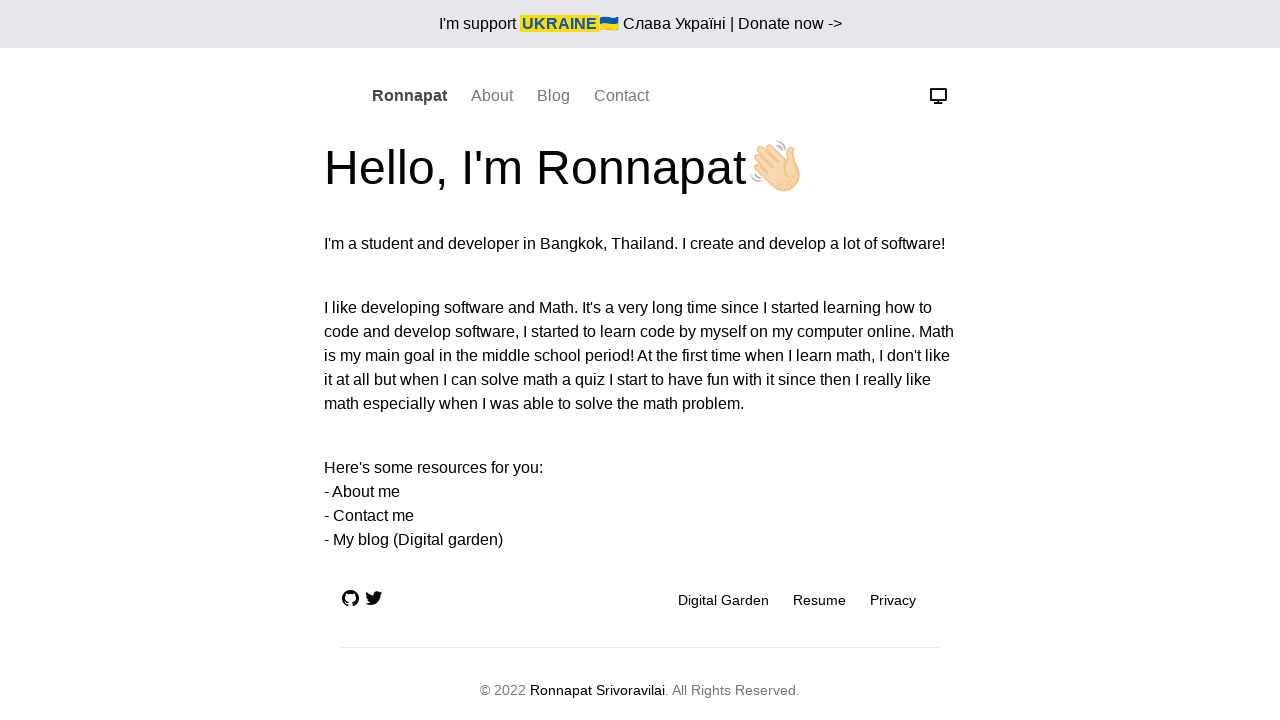 I'm support UKRAINE🇺🇦 Слава Україні | Donate now ->
Ronnapat About Blog Contact
Hello, I'm Ronnapat👋🏻
I'm a student and developer in Bangkok, Thailand. I create and develop a lot of software!
I like developing software and Math. It's a very long time since I started learning how to
code and develop software, I started to learn code by myself on my computer online. Math
is my main goal in the middle school period! At the first time when I learn math, I don't like
it at all but when I can solve math a quiz I start to have fun with it since then I really like
math especially when I was able to solve the math problem.
Here's some resources for you:
- About me
- Contact me
- My blog (Digital garden)
Digital Garden Resume Privacy
© 2022 Ronnapat Srivoravilai. All Rights Reserved.